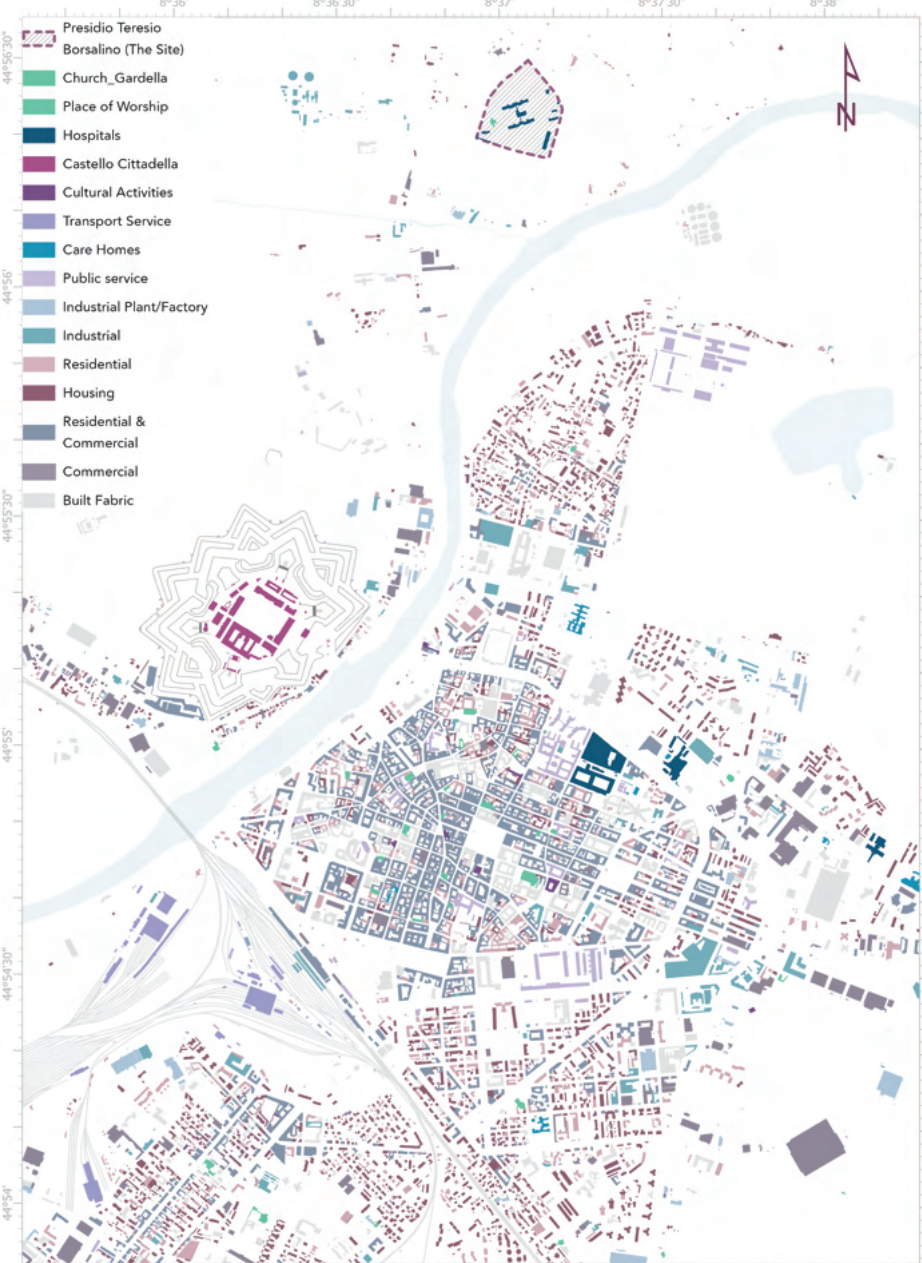 8°36' 8°36'30" 8°37' 8°37'30" 8°38'
44°56'30"
44°56'
44°55'30"
44°55'
44°54'30"
44°54'
Presidio Teresio
Borsalino (The Site)
Church_Gardella
Place of Worship
Hospitals
Castello Cittadella
Cultural Activities
Transport Service
Care Homes
Public service
Industrial Plant/Factory
Industrial
Residential
Housing
Residential &
Commercial
Commercial
Built Fabric
N